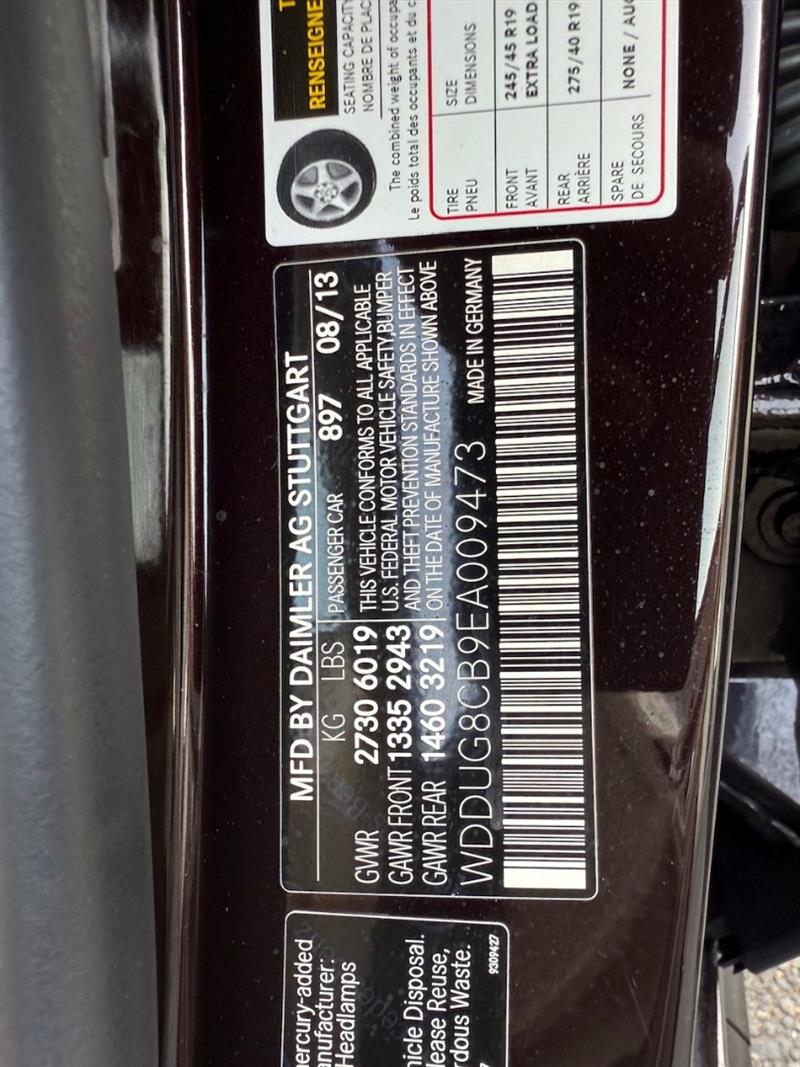 MFD BY DAIMLER AG STUTTGART
KG LBS PASSENGER CAR 897 08/13
GVWR 2730 6019 THIS VEHICLE CONFORMS TO ALL APPLICABLE
GAWR FRONT 1335 2943 U.S. FEDERAL MOTOR VEHICLE SAFETY, BUMPER
AND THEFT PREVENTION STANDARDS IN EFFECT
GAWR REAR 1460 3219 ON THE DATE OF MANUFACTURE SHOWN ABOVE
WDDUG8CB9EA009473 MADE IN GERMANY
RENSEIGNE
SEATING CAPACITY
NOMBRE DE PLAC
The combined weight of occupa
Le poids total des occupants et du c
TIRE SIZE
PNEU DIMENSIONS
FRONT 245/45 R19
AVANT EXTRA LOAD
REAR 275/40 R19
ARRIÈRE
SPARE NONE / AUC
DE SECOURS
ercury-added
anufacturer:
Headlamps
hicle Disposal.
lease Reuse,
rdous Waste.
9309427